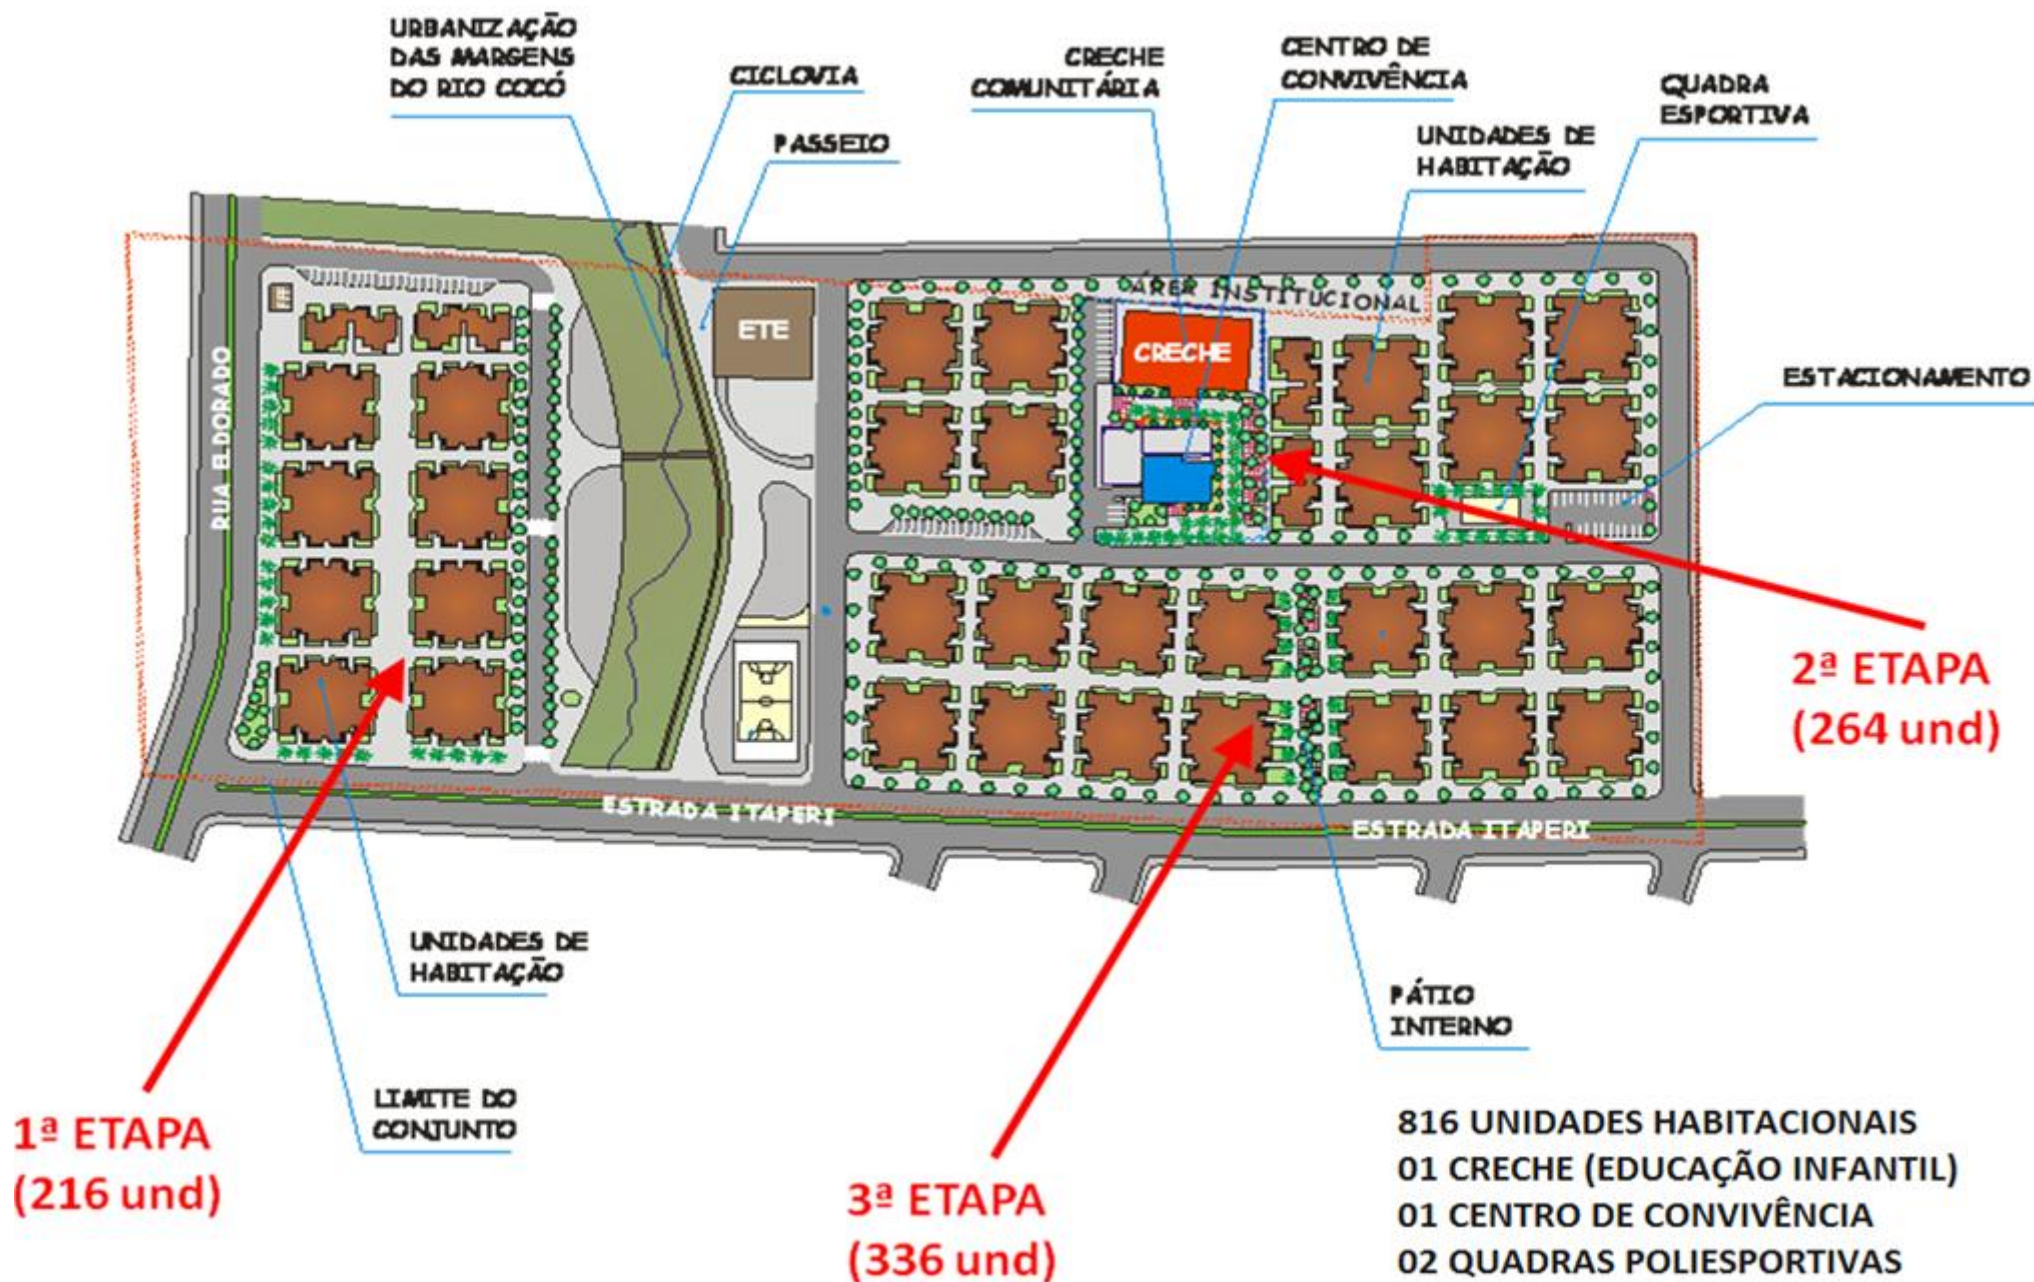 URBANIZAÇÃO
DAS MARGENS
DO RIO COCÓ
CICLOVIA
PASSEIO
CRECHE
COMUNITÁRIA
CENTRO DE
CONVIVÊNCIA
UNIDADES DE
HABITAÇÃO
QUADRA
ESPORTIVA
ESTACIONAMENTO
ÁREA INSTITUCIONAL
ETE
CRECHE
RUA ELDORADO
2ª ETAPA
(264 und)
ESTRADA ITAPERI
ESTRADA ITAPERI
UNIDADES DE
HABITAÇÃO
PÁTIO
INTERNO
LIMITE DO
CONJUNTO
1ª ETAPA
(216 und)
3ª ETAPA
(336 und)
816 UNIDADES HABITACIONAIS
01 CRECHE (EDUCAÇÃO INFANTIL)
01 CENTRO DE CONVIVÊNCIA
02 QUADRAS POLIESPORTIVAS